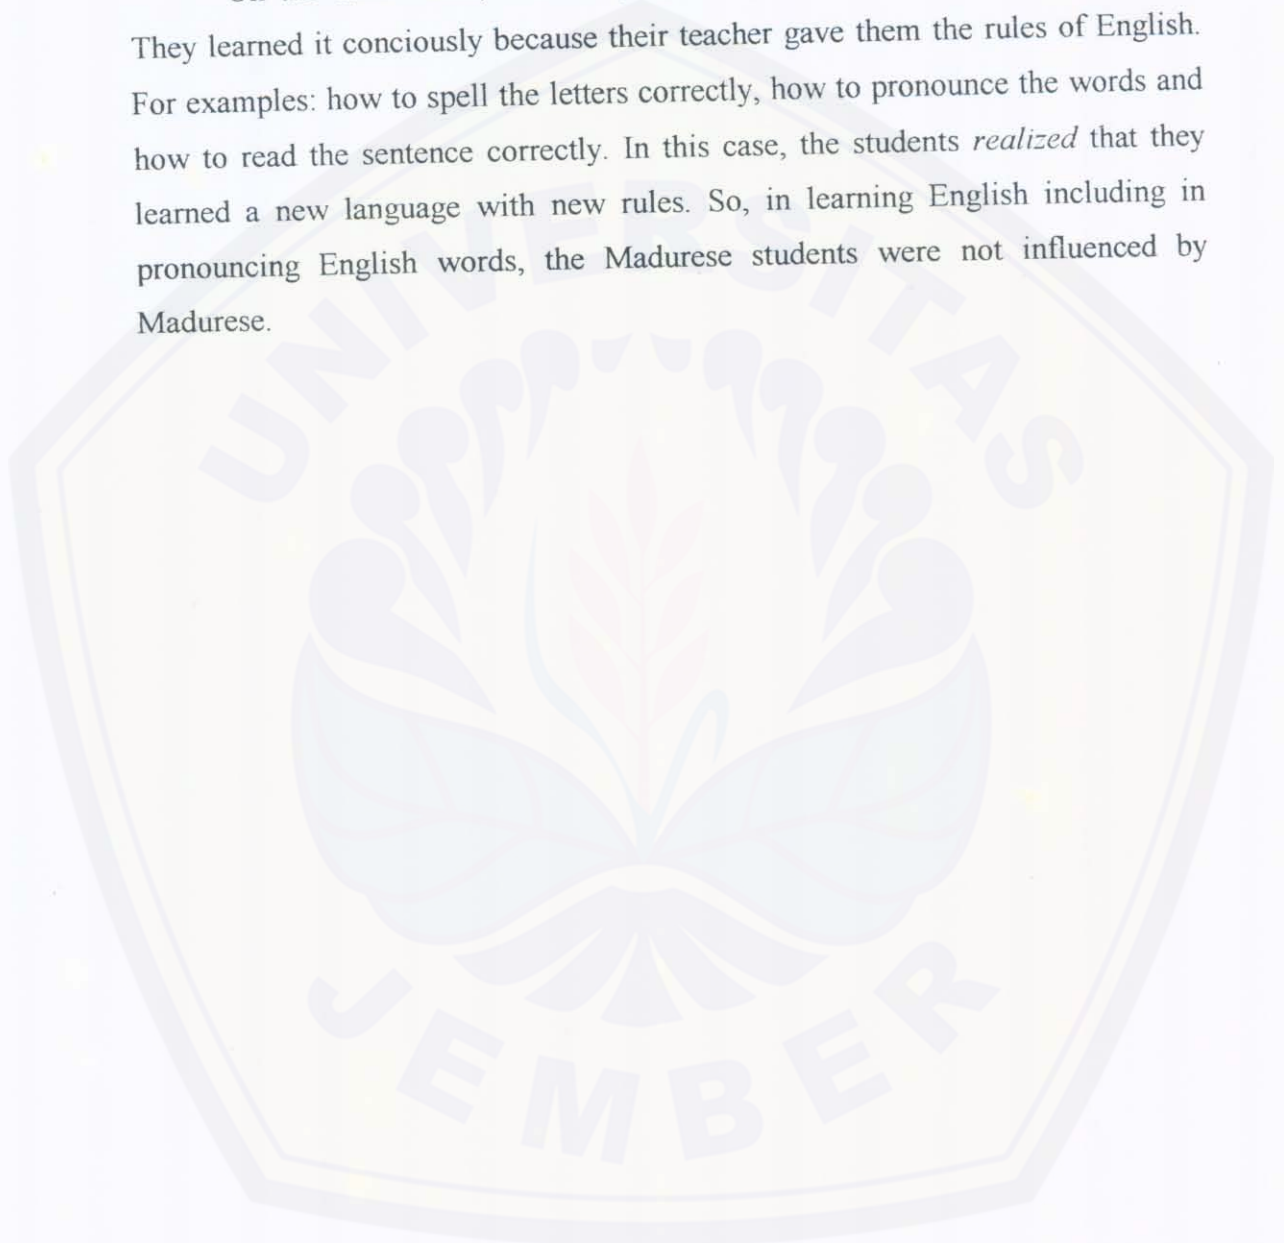 They learned it conciously because their teacher gave them the rules of English.
For examples: how to spell the letters correctly, how to pronounce the words and
how to read the sentence correctly. In this case, the students realized that they
learned a new language with new rules. So, in learning English including in
pronouncing English words, the Madurese students were not influenced by
Madurese.
UNIVERSITAS
JEMBER